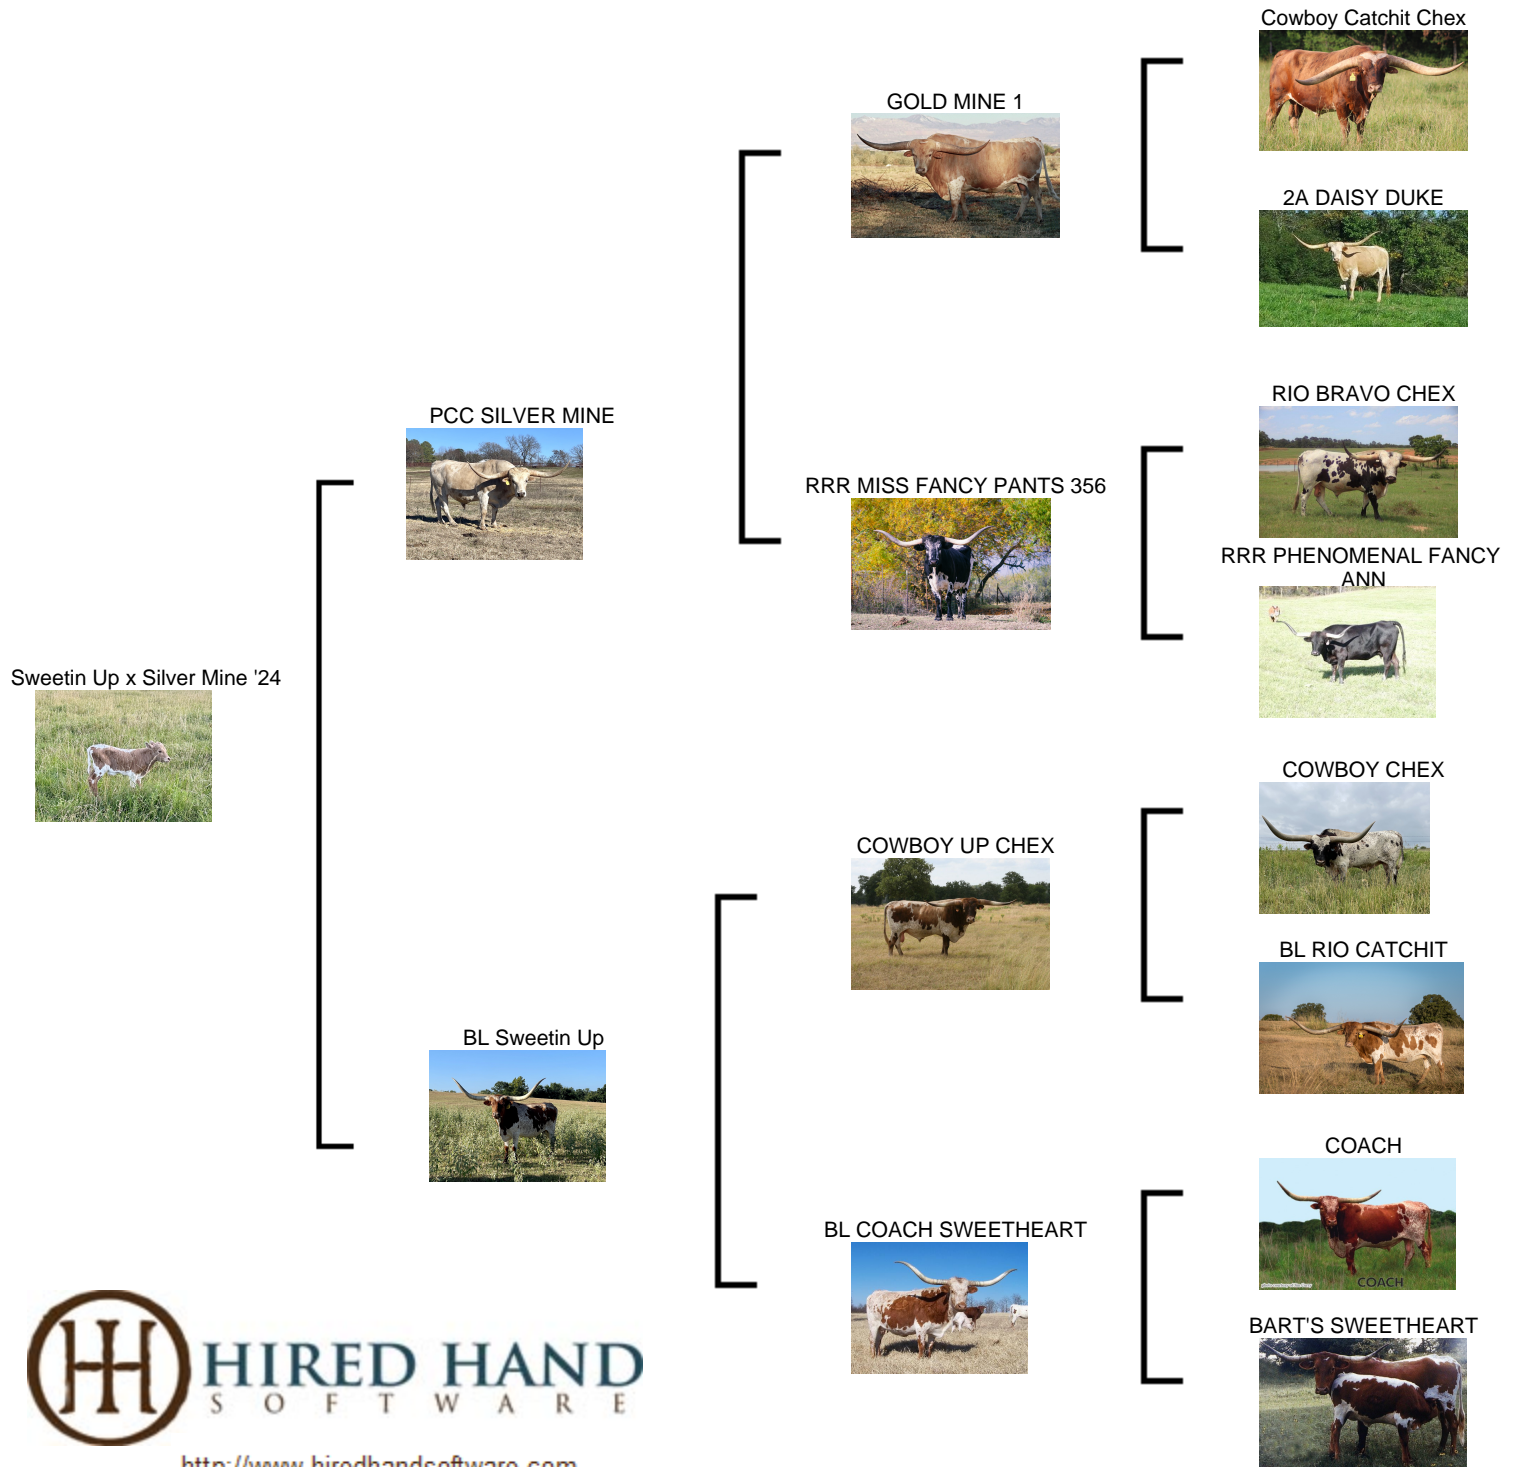 Cowboy Catchit Chex
GOLD MINE 1
2A DAISY DUKE
RIO BRAVO CHEX
PCC SILVER MINE
RRR MISS FANCY PANTS 356
RRR PHENOMENAL FANCY
ANN
Sweetin Up x Silver Mine '24
COWBOY CHEX
COWBOY UP CHEX
BL RIO CATCHIT
BL Sweetin Up
COACH
BL COACH SWEETHEART
COACH
BART'S SWEETHEART
HIRED HAND
SOFTWARE
http://www.hiredhandsoftware.com